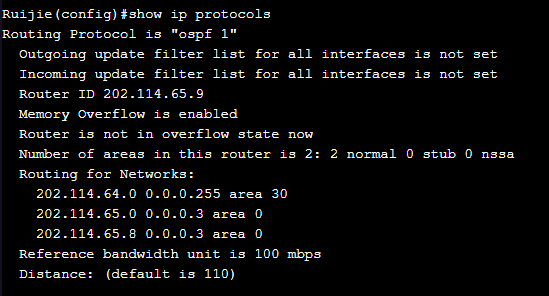 Ruijie(config)#show ip protocols
Routing Protocol is "ospf 1"
  Outgoing update filter list for all interfaces is not set
  Incoming update filter list for all interfaces is not set
  Router ID 202.114.65.9
  Memory Overflow is enabled
  Router is not in overflow state now
  Number of areas in this router is 2: 2 normal 0 stub 0 nssa
  Routing for Networks:
    202.114.64.0 0.0.0.255 area 30
    202.114.65.0 0.0.0.3 area 0
    202.114.65.8 0.0.0.3 area 0
  Reference bandwidth unit is 100 mbps
  Distance: (default is 110)